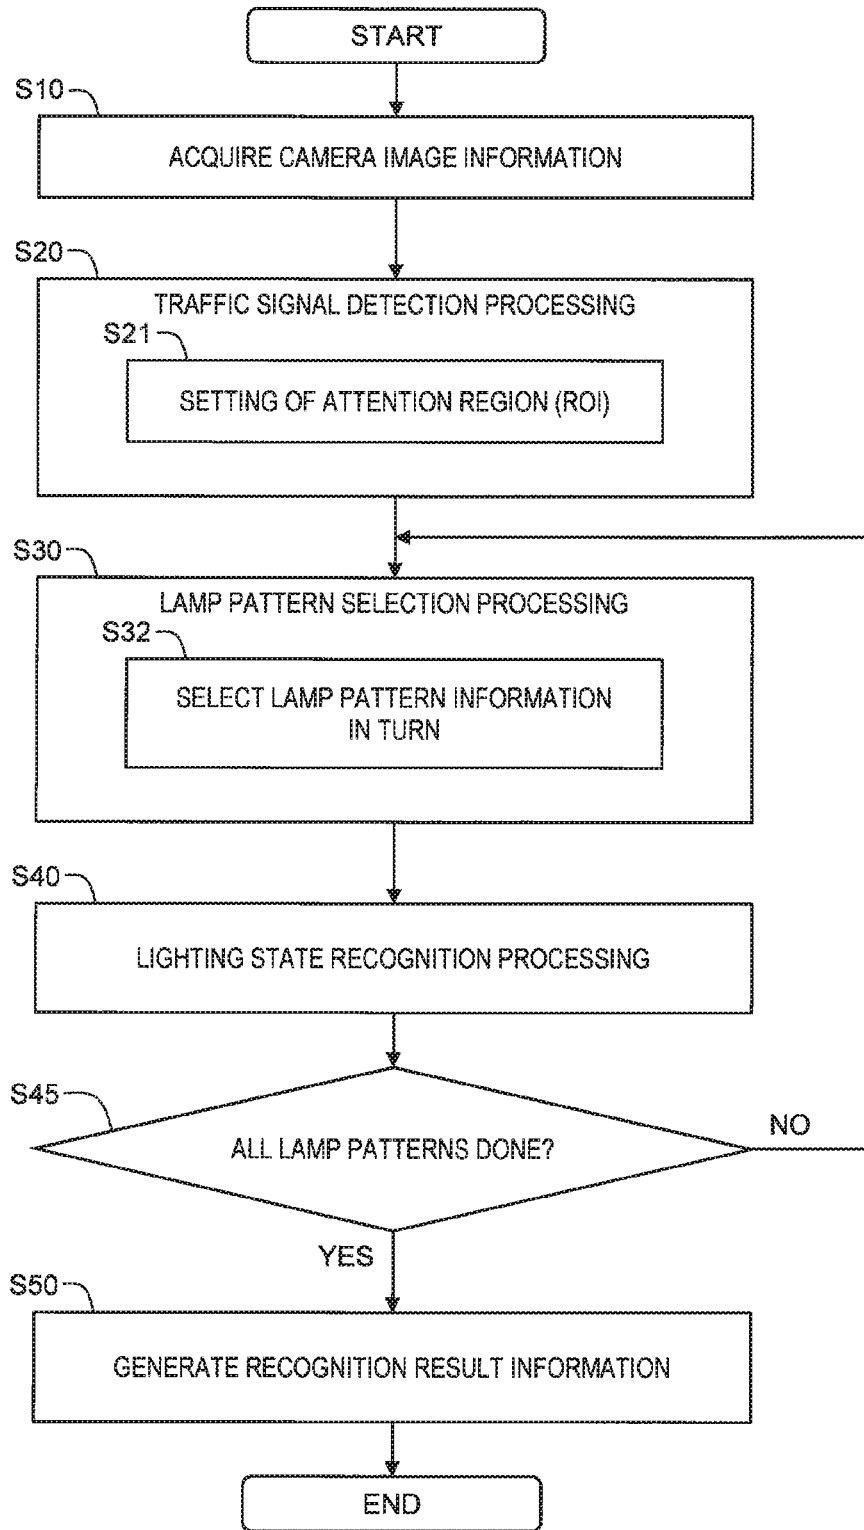 START
S10
ACQUIRE CAMERA IMAGE INFORMATION
S20
TRAFFIC SIGNAL DETECTION PROCESSING
S21
SETTING OF ATTENTION REGION (ROI)
S30
LAMP PATTERN SELECTION PROCESSING
S32
SELECT LAMP PATTERN INFORMATION
IN TURN
S40
LIGHTING STATE RECOGNITION PROCESSING
S45
ALL LAMP PATTERNS DONE?
NO
YES
S50
GENERATE RECOGNITION RESULT INFORMATION
END